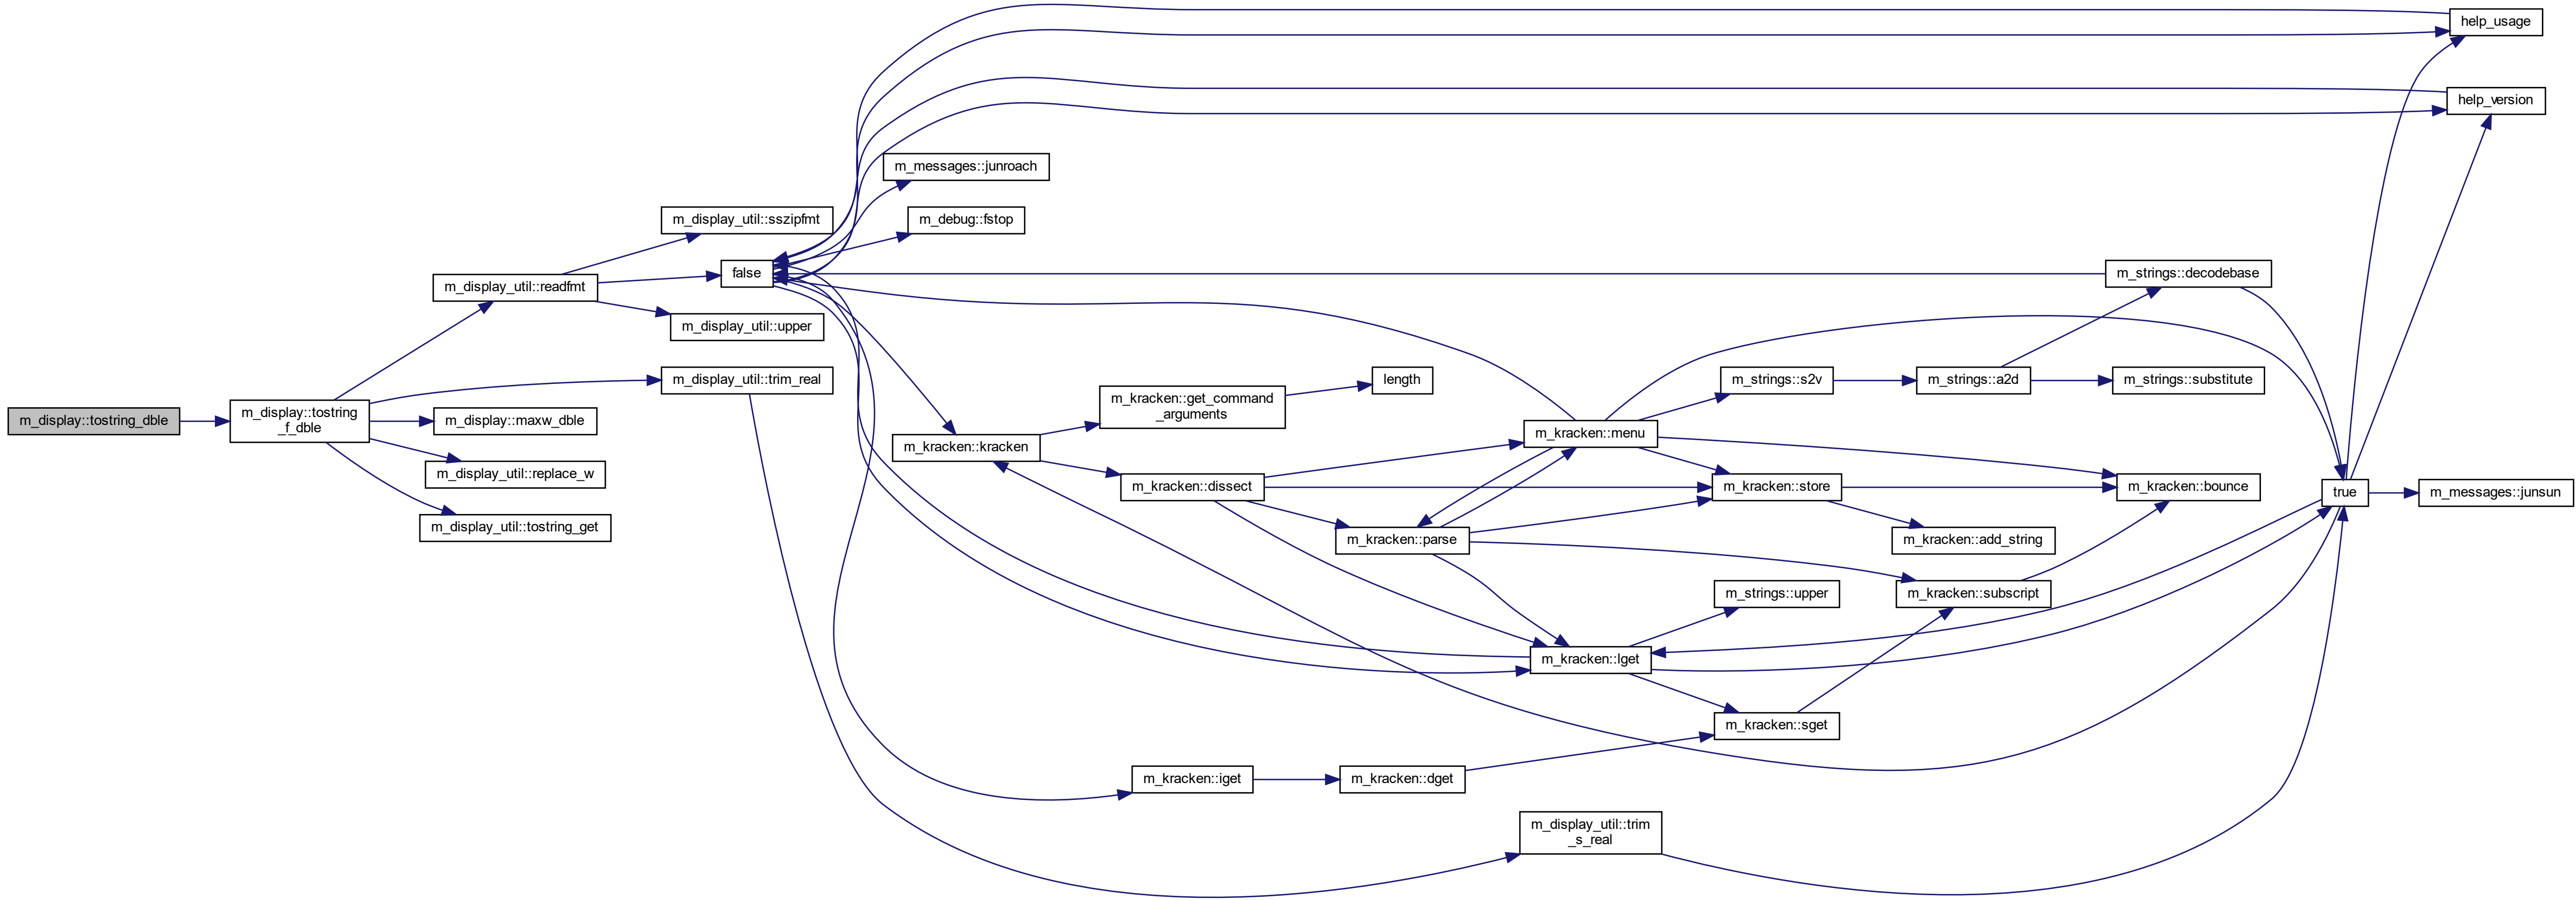 help_usage
help_version
m_messages::junroach
m_display_util::sszipfmt
m_debug::fstop
false
m_strings::decodebase
m_display_util::readfmt
m_display_util::upper
m_display_util::trim_real
length
m_strings::s2v
m_strings::a2d
m_strings::substitute
m_kracken::get_command
_arguments
m_display::tostring_dble
m_display::tostring
_f_dble
m_display::maxw_dble
m_kracken::menu
m_kracken::kracken
m_display_util::replace_w
m_kracken::dissect
m_kracken::store
m_kracken::bounce
true
m_messages::junsun
m_display_util::tostring_get
m_kracken::parse
m_kracken::add_string
m_strings::upper
m_kracken::subscript
m_kracken::lget
m_kracken::sget
m_kracken::iget
m_kracken::dget
m_display_util::trim
_s_real